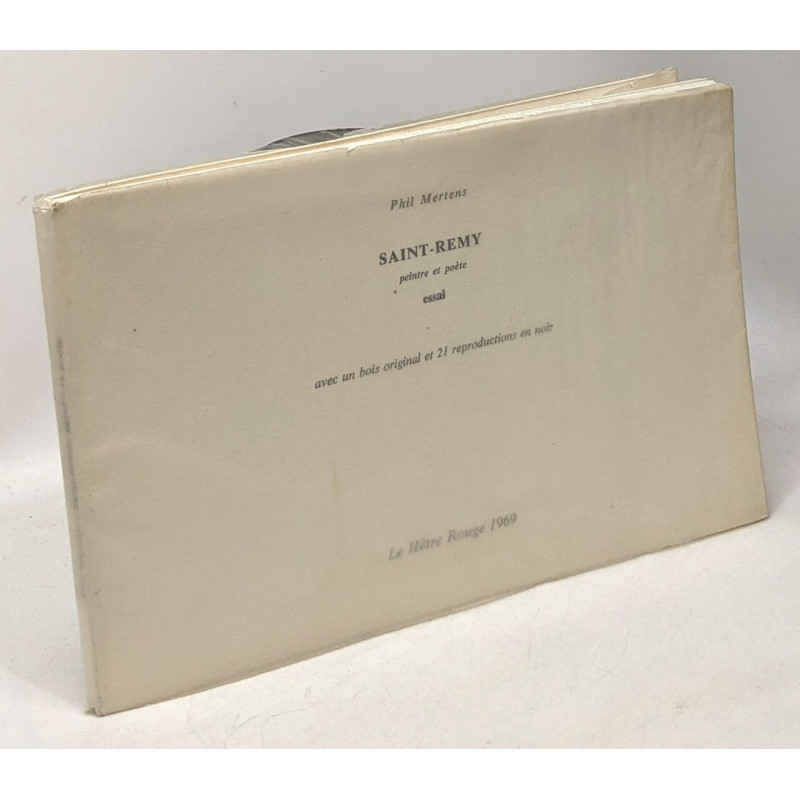 Phil Mertens
SAINT-REMY
peintre et poète
essai
avec un bois original et 21 reproductions en noir
Le Hêtre Rouge 1969